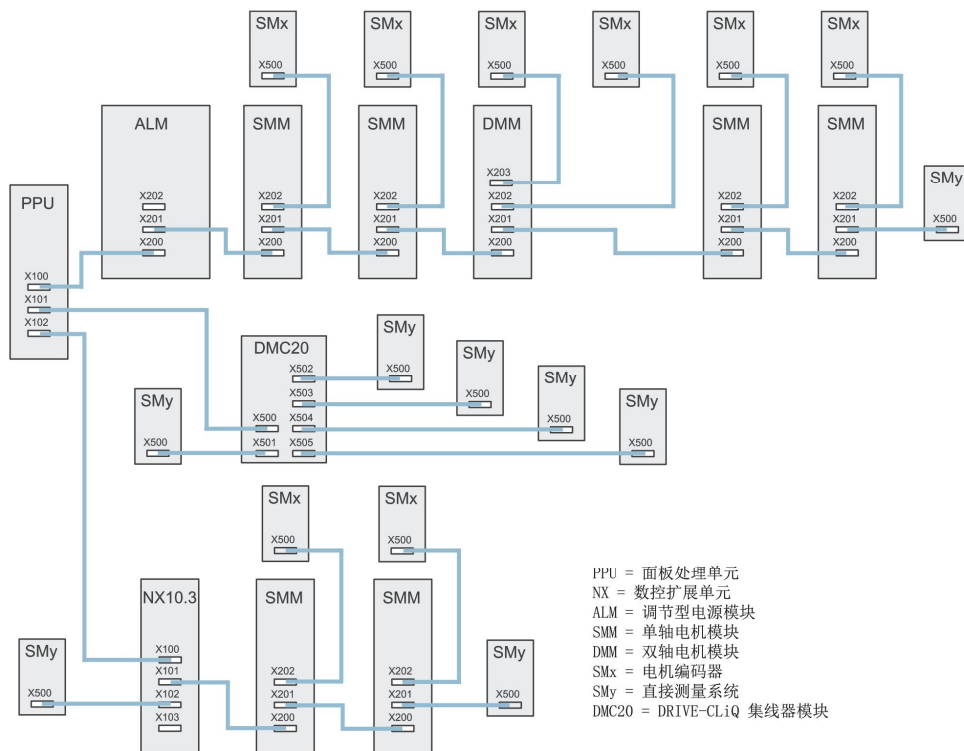 SMx
SMx
SMx
SMx
SMx
SMx
X500
X500
X500
X500
X500
X500
ALM
SMM
SMM
DMM
SMM
SMM
SMy
X203
X202
X202
X202
X202
X202
X202
X201
X201
X201
X201
X201
X201
X500
X200
X200
X200
X200
X200
X200
PPU
X100
X101
X102
DMC20
SMy
SMy
SMy
SMy
SMy
X502
X500
X503
X500
X500
X504
X500
X500
X501
X505
X500
SMx
SMx
X500
X500
NX10.3
SMM
SMM
SMy
SMy
X100
X101
X102
X103
X500
X202
X201
X200
X202
X201
X200
X500
PPU = 面板处理单元
NX = 数控扩展单元
ALM = 调节型电源模块
SMM = 单轴电机模块
DMM = 双轴电机模块
SMx = 电机编码器
SMy = 直接测量系统
DMC20 = DRIVE-CLiQ 集线器模块